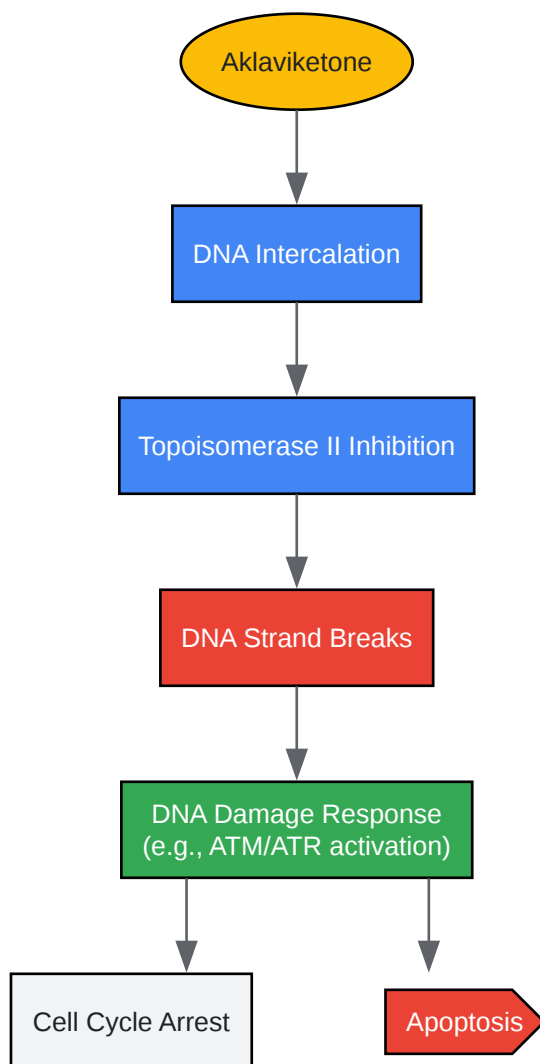 Aklaviketone
DNA Intercalation
Topoisomerase II Inhibition
DNA Strand Breaks
DNA Damage Response
(e.g., ATM/ATR activation)
Cell Cycle Arrest
Apoptosis